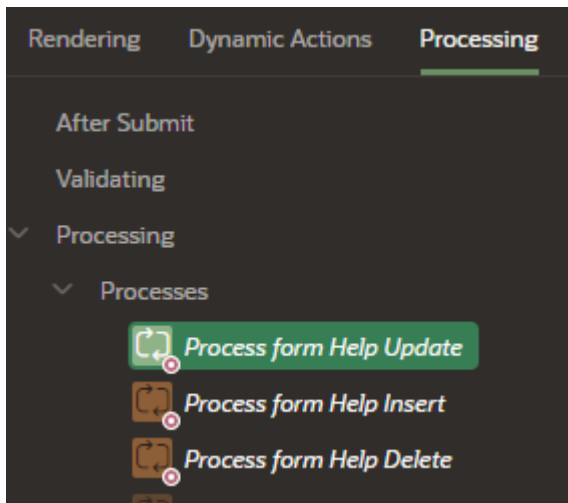 Rendering Dynamic Actions Processing
After Submit
Validating
Processing
Processes
Process form Help Update
Process form Help Insert
Process form Help Delete